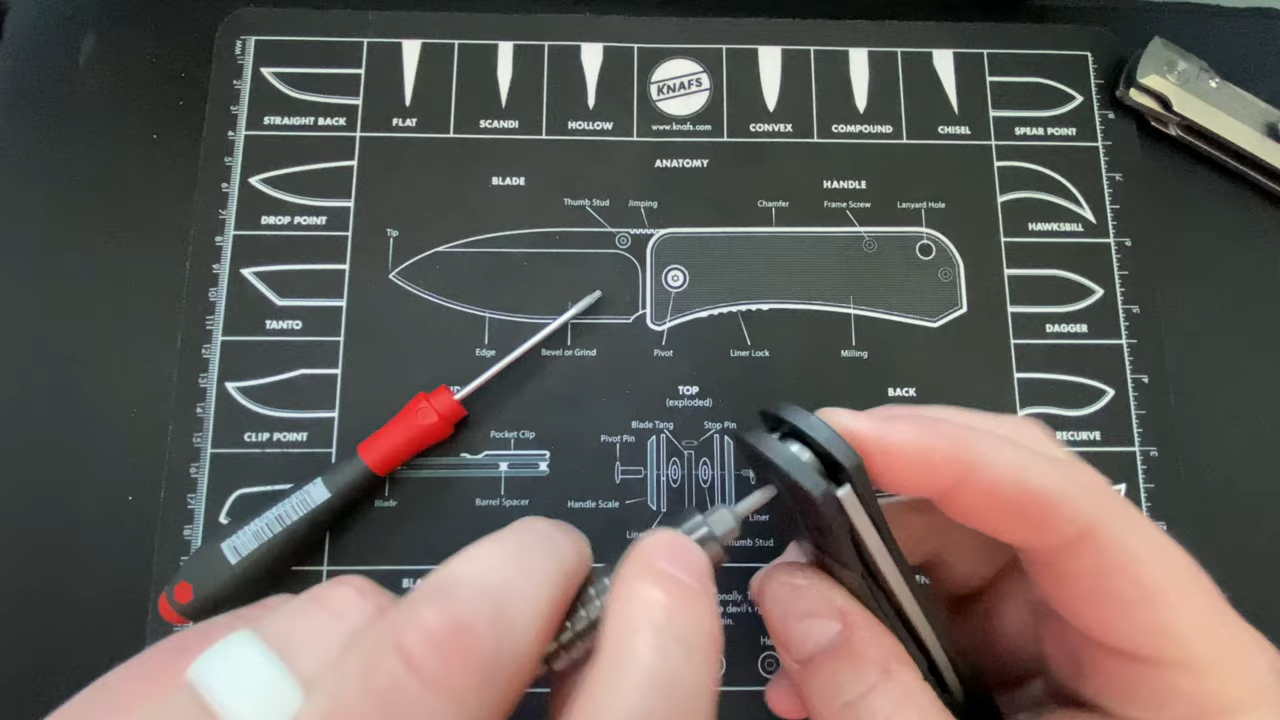 STRAIGHT BACK
FLAT
SCANDI
HOLLOW
KNAFS
www.knafs.com
CONVEX
COMPOUND
CHISEL
SPEAR POINT
ANATOMY
BLADE
HANDLE
Thumb Stud
Jimping
Chamfer
Frame Screw
Lanyard Hole
DROP POINT
HAWKSBILL
Tip
TANTO
DAGGER
Edge
Bevel or Grind
Pivot
Liner Lock
Milling
TOP
(exploded)
BACK
CLIP POINT
RECURVE
Pocket Clip
Blade Tang
Stop Pin
Pivot Pin
Blade
Barrel Spacer
Handle Scale
Liner
Thumb Stud